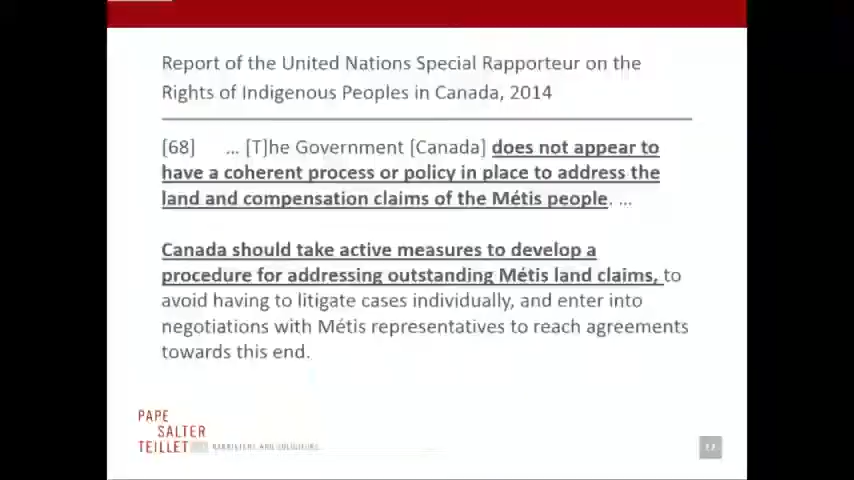 Report of the United Nations Special Rapporteur on the
Rights of Indigenous Peoples in Canada, 2014
[68] ... [T]he Government [Canada] does not appear to
have a coherent process or policy in place to address the
land and compensation claims of the Métis people. ...
Canada should take active measures to develop a
procedure for addressing outstanding Métis land claims, to
avoid having to litigate cases individually, and enter into
negotiations with Métis representatives to reach agreements
towards this end.
PAPE
SALTER
TEILLET
BARRISTERS AND SOLICITORS